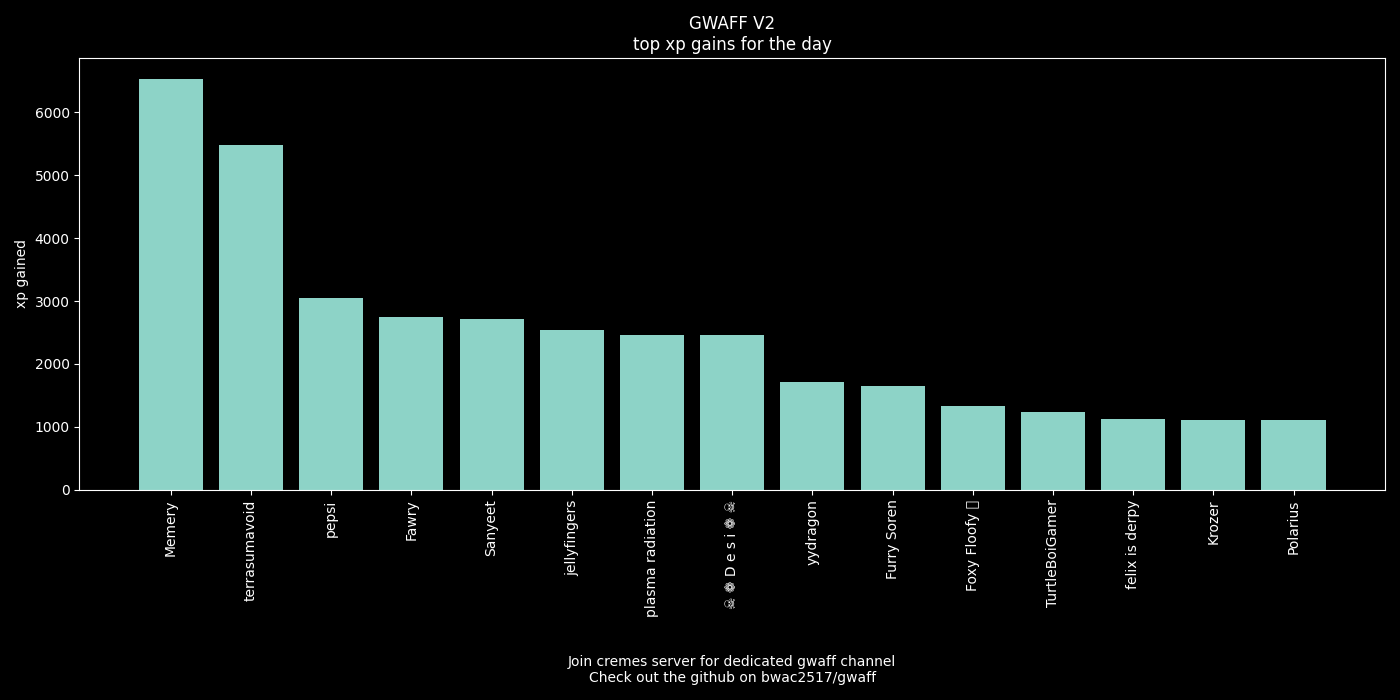 GWAFF V2
top xp gains for the day
xp gained
6000
5000
4000
3000
2000
1000
0
Memery
terrasumavoid
pepsi
Fawry
Sanyeet
jellyfingers
plasma radiation
☠ ❁ D e s i ❁ ☠
yydragon
Furry Soren
Foxy Floofy ▯
TurtleBoiGamer
felix is derpy
Krozer
Polarius
Join cremes server for dedicated gwaff channel
Check out the github on bwac2517/gwaff